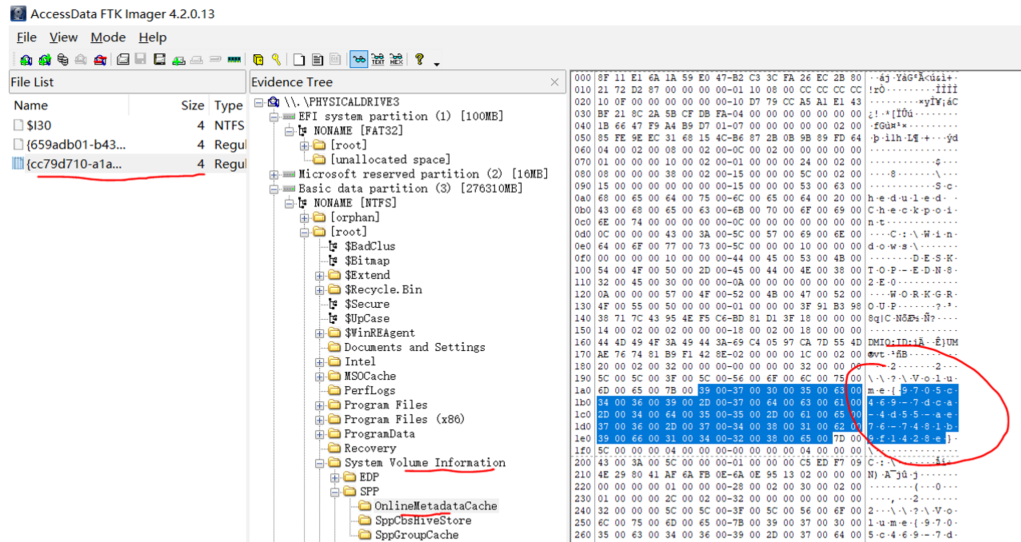 AccessData FTK Imager 4.2.0.13
File View Mode Help
File List
Name Size Type
$I30 4 NTFS
{659adb01-b43... 4 Regul
{cc79d710-a1a... 4 Regul
Evidence Tree
\\.\PHYSICALDRIVE3
EFI system partition (1) [100MB]
NONAME [FAT32]
[root]
[unallocated space]
Microsoft reserved partition (2) [16MB]
Basic data partition (3) [276310MB]
NONAME [NTFS]
[orphan]
[root]
$BadClus
$Bitmap
$Extend
$Recycle.Bin
$Secure
$UpCase
$WinREAgent
Documents and Settings
Intel
MSOCache
PerfLogs
Program Files
Program Files (x86)
ProgramData
Recovery
System Volume Information
EDP
SPP
OnlineMetadataCache
SppCbsHiveStore
SppGroupCache
000 8F 11 E1 6A 1A 59 E0 47-B2 C3 3C FA 26 EC 2B 80
010 21 72 D2 87 00 00 00 00-01 10 08 00 CC CC CC CC
020 10 0F 00 00 00 00 00 00-10 D7 79 CC A5 A1 E1 43
030 BF 21 8C 2A 5B CF DB FA-04 00 00 00 00 00 00 00
040 1B 66 47 F9 A4 B9 D7 01-07 00 00 00 00 00 02 00
050 85 FE 9E EC 31 68 15 4C-B6 87 2B 0B 9B 89 FD 64
060 04 00 02 00 08 02 00 00-0C 02 00 00 00 00 00 00
070 01 00 00 00 10 00 02 00-01 00 00 00 24 00 02 00
080 08 00 00 00 38 00 02 00-15 00 00 00 5C 00 02 00
090 15 00 00 00 00 00 00 00-15 00 00 00 53 00 63 00
0a0 68 00 65 00 64 00 75 00-6C 00 65 00 64 00 20 00
0b0 43 00 68 00 65 00 63 00-6B 00 70 00 6F 00 69 00
0c0 6E 00 74 00 00 00 00 00-0C 00 00 00 00 00 00 00
0d0 0C 00 00 00 43 00 3A 00-5C 00 57 00 69 00 6E 00
0e0 64 00 6F 00 77 00 73 00-5C 00 00 00 10 00 00 00
0f0 00 00 00 00 10 00 00 00-44 00 45 00 53 00 4B 00
100 54 00 4F 00 50 00 2D 00-45 00 44 00 4E 00 38 00
110 32 00 45 00 30 00 00 00-0A 00 00 00 00 00 00 00
120 0A 00 00 00 57 00 4F 00-52 00 4B 00 47 00 52 00
130 4F 00 55 00 50 00 00 00-01 00 00 00 3F 91 B3 98
140 38 71 7C 43 95 4E F5 C6-BD 81 D1 3F 18 00 00 00
150 14 00 02 00 02 00 00 00-18 00 02 00 18 00 00 00
160 44 4D 49 4F 3A 49 44 3A-69 C4 05 97 CA 7D 55 4D
170 AE 76 74 81 B9 F1 42 8E-02 00 00 00 1C 00 02 00
180 20 00 02 00 32 00 00 00-00 00 00 00 32 00 00 00
190 5C 00 5C 00 3F 00 5C 00-56 00 6F 00 6C 00 75 00
1a0 6D 00 65 00 7B 00 39 00-37 00 30 00 35 00 63 00
1b0 34 00 36 00 39 00 2D 00-37 00 64 00 63 00 61 00
1c0 2D 00 34 00 64 00 35 00-35 00 2D 00 61 00 65 00
1d0 37 00 36 00 2D 00 37 00-34 00 38 00 31 00 62 00
1e0 39 00 66 00 31 00 34 00-32 00 38 00 65 00 7D 00
1f0 5C 00 00 00 04 00 00 00-00 00 00 00 04 00 00 00
200 43 00 3A 00 5C 00 00 00-01 00 00 00 C5 ED F7 09
210 4E 29 80 41 AF 6A FB 0E-6A 0E 95 13 02 00 00 00
220 00 00 00 00 01 00 00 00-28 00 02 00 30 00 02 00
230 01 00 00 00 2C 00 02 00-32 00 00 00 00 00 00 00
240 32 00 00 00 5C 00 5C 00-3F 00 5C 00 56 00 6F 00
250 6C 00 75 00 6D 00 65 00-7B 00 39 00 37 00 30 00
260 35 00 63 00 34 00 36 00-39 00 2D 00 37 00 64 00
h·e·d·u·l·e·d· ·
C·h·e·c·k·p·o·i·
n·t·
····C·:·\·W·i·n·
d·o·w·s·\·
D·E·S·K·
T·O·P·-·E·D·N·8·
2·E·0·
····W·O·R·K·G·R·
O·U·P·
\·\·?·\·V·o·l·u·
m·e·{·9·7·0·5·c·
4·6·9·-·7·d·c·a·
-·4·d·5·5·-·a·e·
7·6·-·7·4·8·1·b·
9·f·1·4·2·8·e·}·
\
2···\·\·?·\·V·o·
l·u·m·e·{·9·7·0·
5·c·4·6·9·-·7·d·